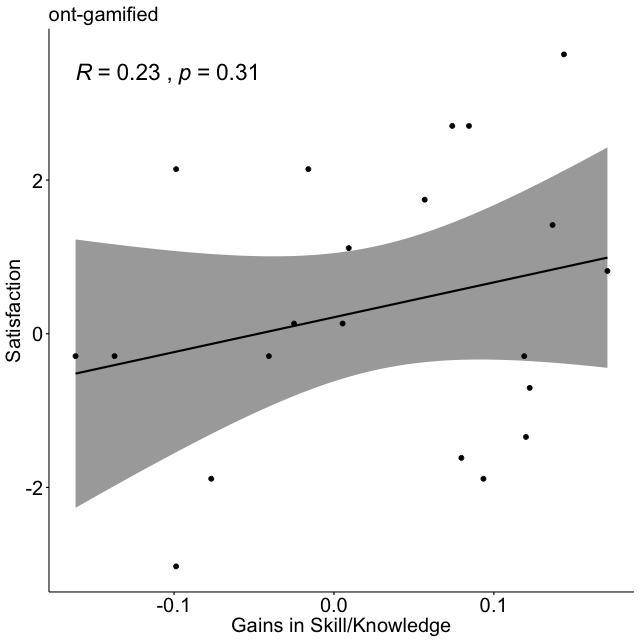 ont-gamified
R = 0.23 , p = 0.31
2
0
-2
Satisfaction
-0.1 0.0 0.1
Gains in Skill/Knowledge